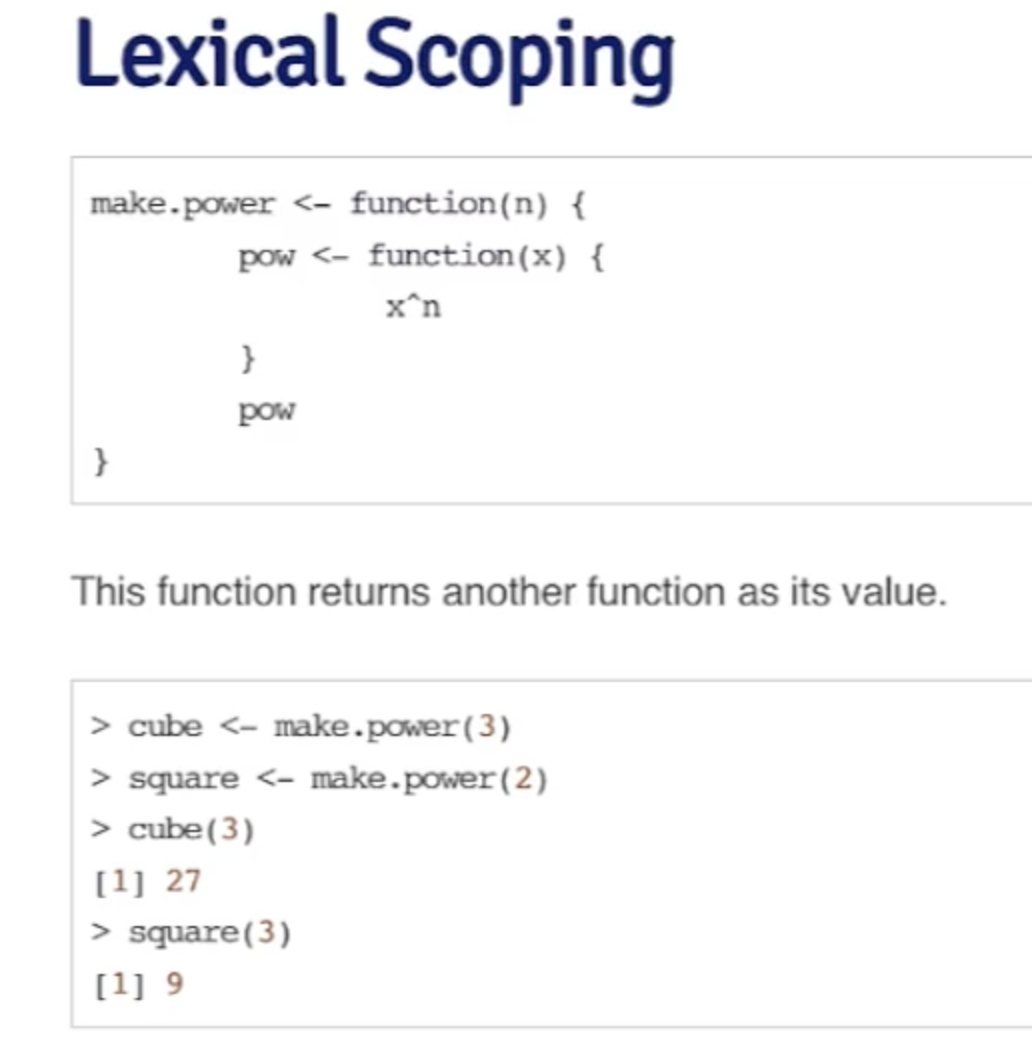 Lexical Scoping
make.power <- function(n) {
        pow <- function(x) {
                x^n
        }
        pow
}
This function returns another function as its value.
> cube <- make.power(3)
> square <- make.power(2)
> cube(3)
[1] 27
> square(3)
[1] 9